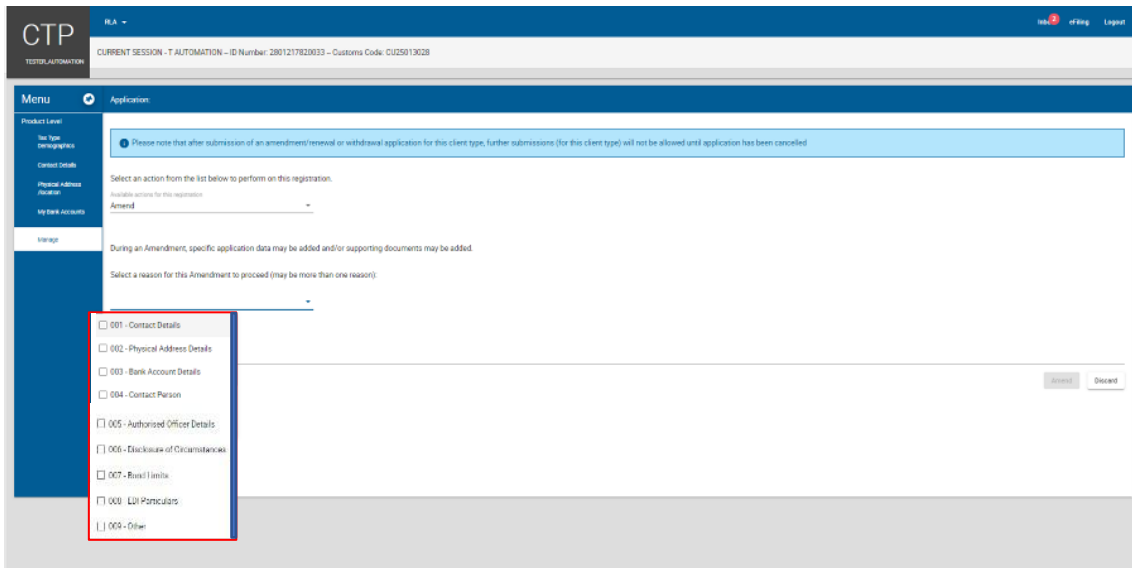 CTP
TESTER, AUTOMATION
RLA
2
eFiling
Logout
CURRENT SESSION - T AUTOMATION – ID Number: 2801217820033 – Customs Code: CU25013028
Menu
Application:
Product Level
Tax Type
Demographics
Contact Details
Physical Address
/location
My Bank Accounts
Manage
Please note that after submission of an amendment/renewal or withdrawal application for this client type, further submissions (for this client type) will not be allowed until application has been cancelled
Select an action from the list below to perform on this registration.
Available actions for this registration
Amend
During an Amendment, specific application data may be added and/or supporting documents may be added.
Select a reason for this Amendment to proceed (may be more than one reason):
001 - Contact Details
002 - Physical Address Details
003 - Bank Account Details
004 - Contact Person
005 - Authorised Officer Details
006 - Disclosure of Circumstances
007 - Bond Limits
008 - EDI Particulars
009 - Other
Amend
Discard